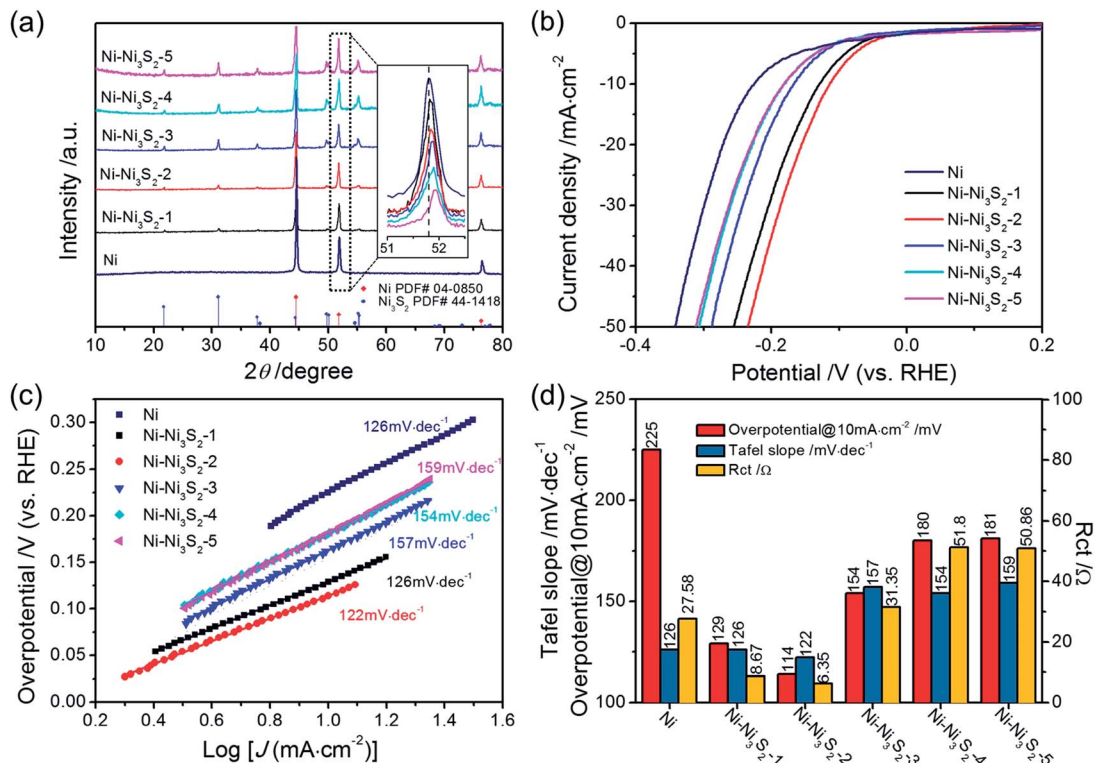 (a)
Intensity /a.u.
Ni-Ni₃S₂-5
Ni-Ni₃S₂-4
Ni-Ni₃S₂-3
Ni-Ni₃S₂-2
Ni-Ni₃S₂-1
Ni
51 52
Ni PDF# 04-0850
Ni₃S₂ PDF# 44-1418
10 20 30 40 50 60 70 80
2θ /degree
(b)
Current density /mA·cm⁻²
0
-10
-20
-30
-40
-50
Ni
Ni-Ni₃S₂-1
Ni-Ni₃S₂-2
Ni-Ni₃S₂-3
Ni-Ni₃S₂-4
Ni-Ni₃S₂-5
-0.4 -0.2 0.0 0.2
Potential /V (vs. RHE)
(c)
Overpotential /V (vs. RHE)
0.30
0.25
0.20
0.15
0.10
0.05
0.00
Ni
Ni-Ni₃S₂-1
Ni-Ni₃S₂-2
Ni-Ni₃S₂-3
Ni-Ni₃S₂-4
Ni-Ni₃S₂-5
126mV·dec⁻¹
159mV·dec⁻¹
154mV·dec⁻¹
157mV·dec⁻¹
126mV·dec⁻¹
122mV·dec⁻¹
0.2 0.4 0.6 0.8 1.0 1.2 1.4 1.6
Log [J (mA·cm⁻²)]
(d)
Tafel slope /mV·dec⁻¹
Overpotential@10mA·cm⁻² /mV
250
225
200
175
150
125
100
Overpotential@10mA·cm⁻² /mV
Tafel slope /mV·dec⁻¹
Rct /Ω
225 126 27.58
129 126 8.67
114 122 6.35
154 157 31.35
180 154 51.8
181 159 50.86
100
80
60
40
20
0
Rct /Ω
Ni
Ni-Ni₃S₂-1
Ni-Ni₃S₂-2
Ni-Ni₃S₂-3
Ni-Ni₃S₂-4
Ni-Ni₃S₂-5